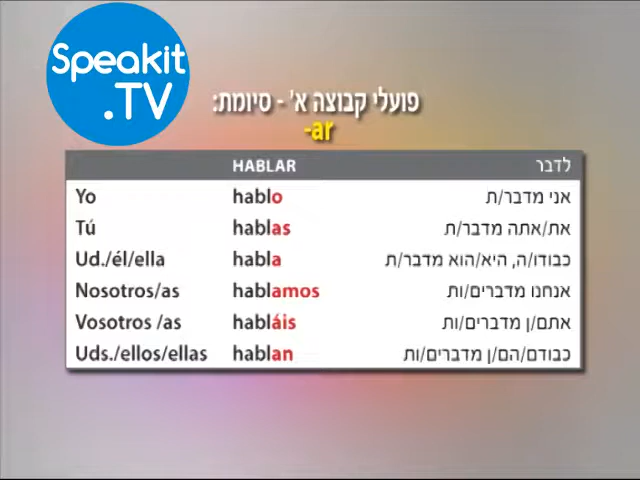 Speakit
.TV
פועלי קבוצה א' - סיומת:
-ar
HABLAR לדבר
Yo hablo אני מדבר/ת
Tú hablas את/אתה מדבר/ת
Ud./él/ella habla כבודו/ה, היא/הוא מדבר/ת
Nosotros/as hablamos אנחנו מדברים/ות
Vosotros /as habláis אתם/ן מדברים/ות
Uds./ellos/ellas hablan כבודם/הם/ן מדברים/ות